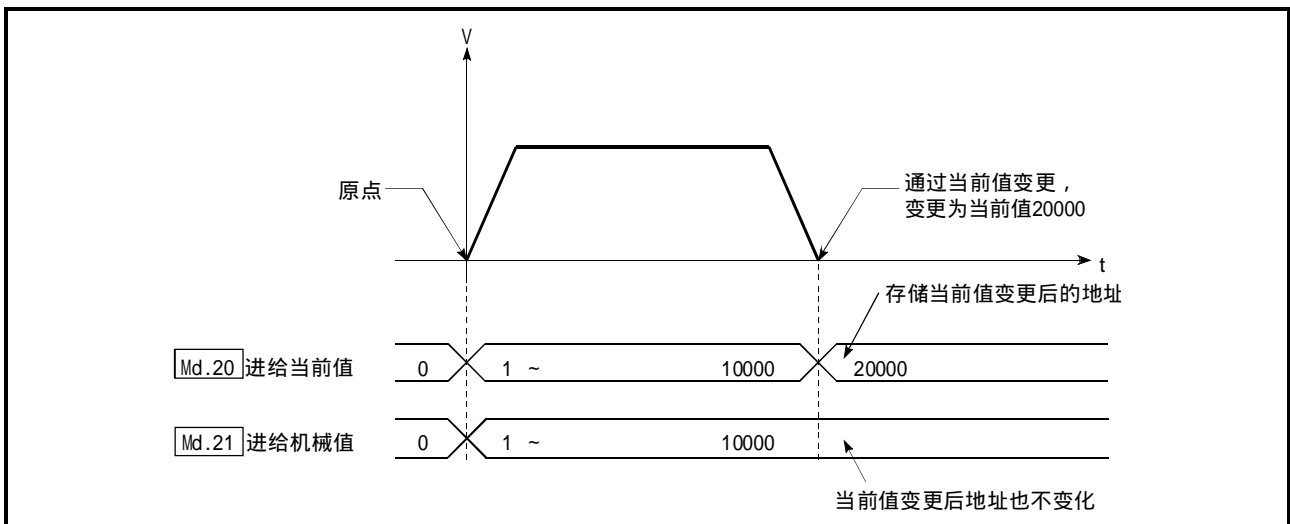 V
原点
通过当前值变更，
变更为当前值20000
t
存储当前值变更后的地址
Md.20 进给当前值 0 1 ~ 10000 20000
Md.21 进给机械值 0 1 ~ 10000
当前值变更后地址也不变化